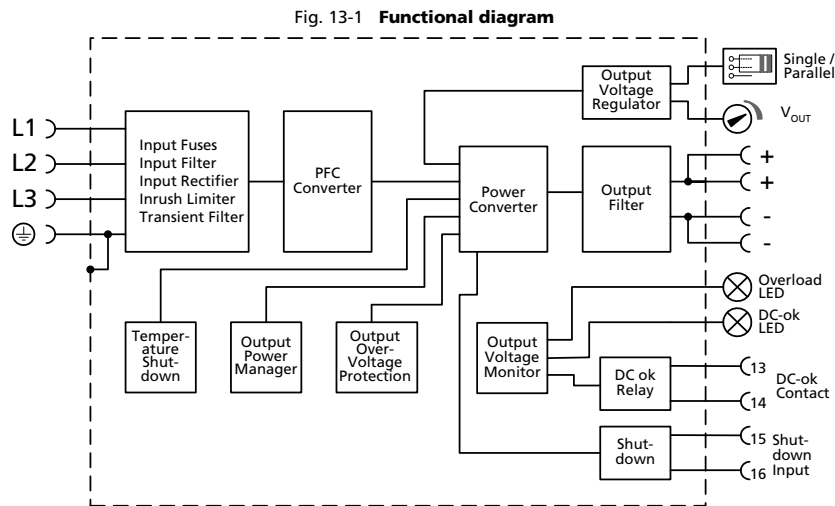 Fig. 13-1 Functional diagram
Single /
Parallel
Output
Voltage
Regulator
VOUT
L1
L2
L3
Input Fuses
Input Filter
Input Rectifier
Inrush Limiter
Transient Filter
PFC
Converter
Power
Converter
Output
Filter
+
+
-
-
Temper-
ature
Shut-
down
Output
Power
Manager
Output
Over-
Voltage
Protection
Output
Voltage
Monitor
Overload
LED
DC-ok
LED
DC ok
Relay
13
14
DC-ok
Contact
Shut-
down
15
16
Shut-
down
Input